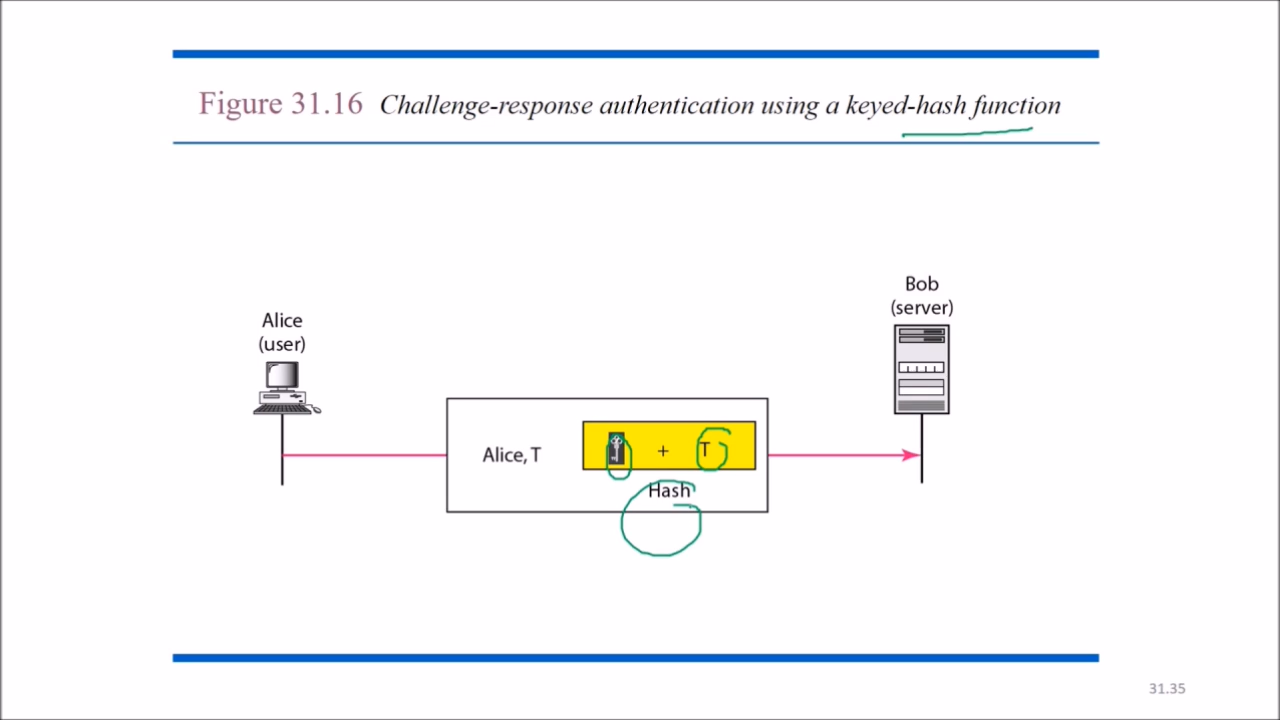 Figure 31.16 Challenge-response authentication using a keyed-hash function
Bob
(server)
Alice
(user)
Alice, T
+ T
Hash
31.35